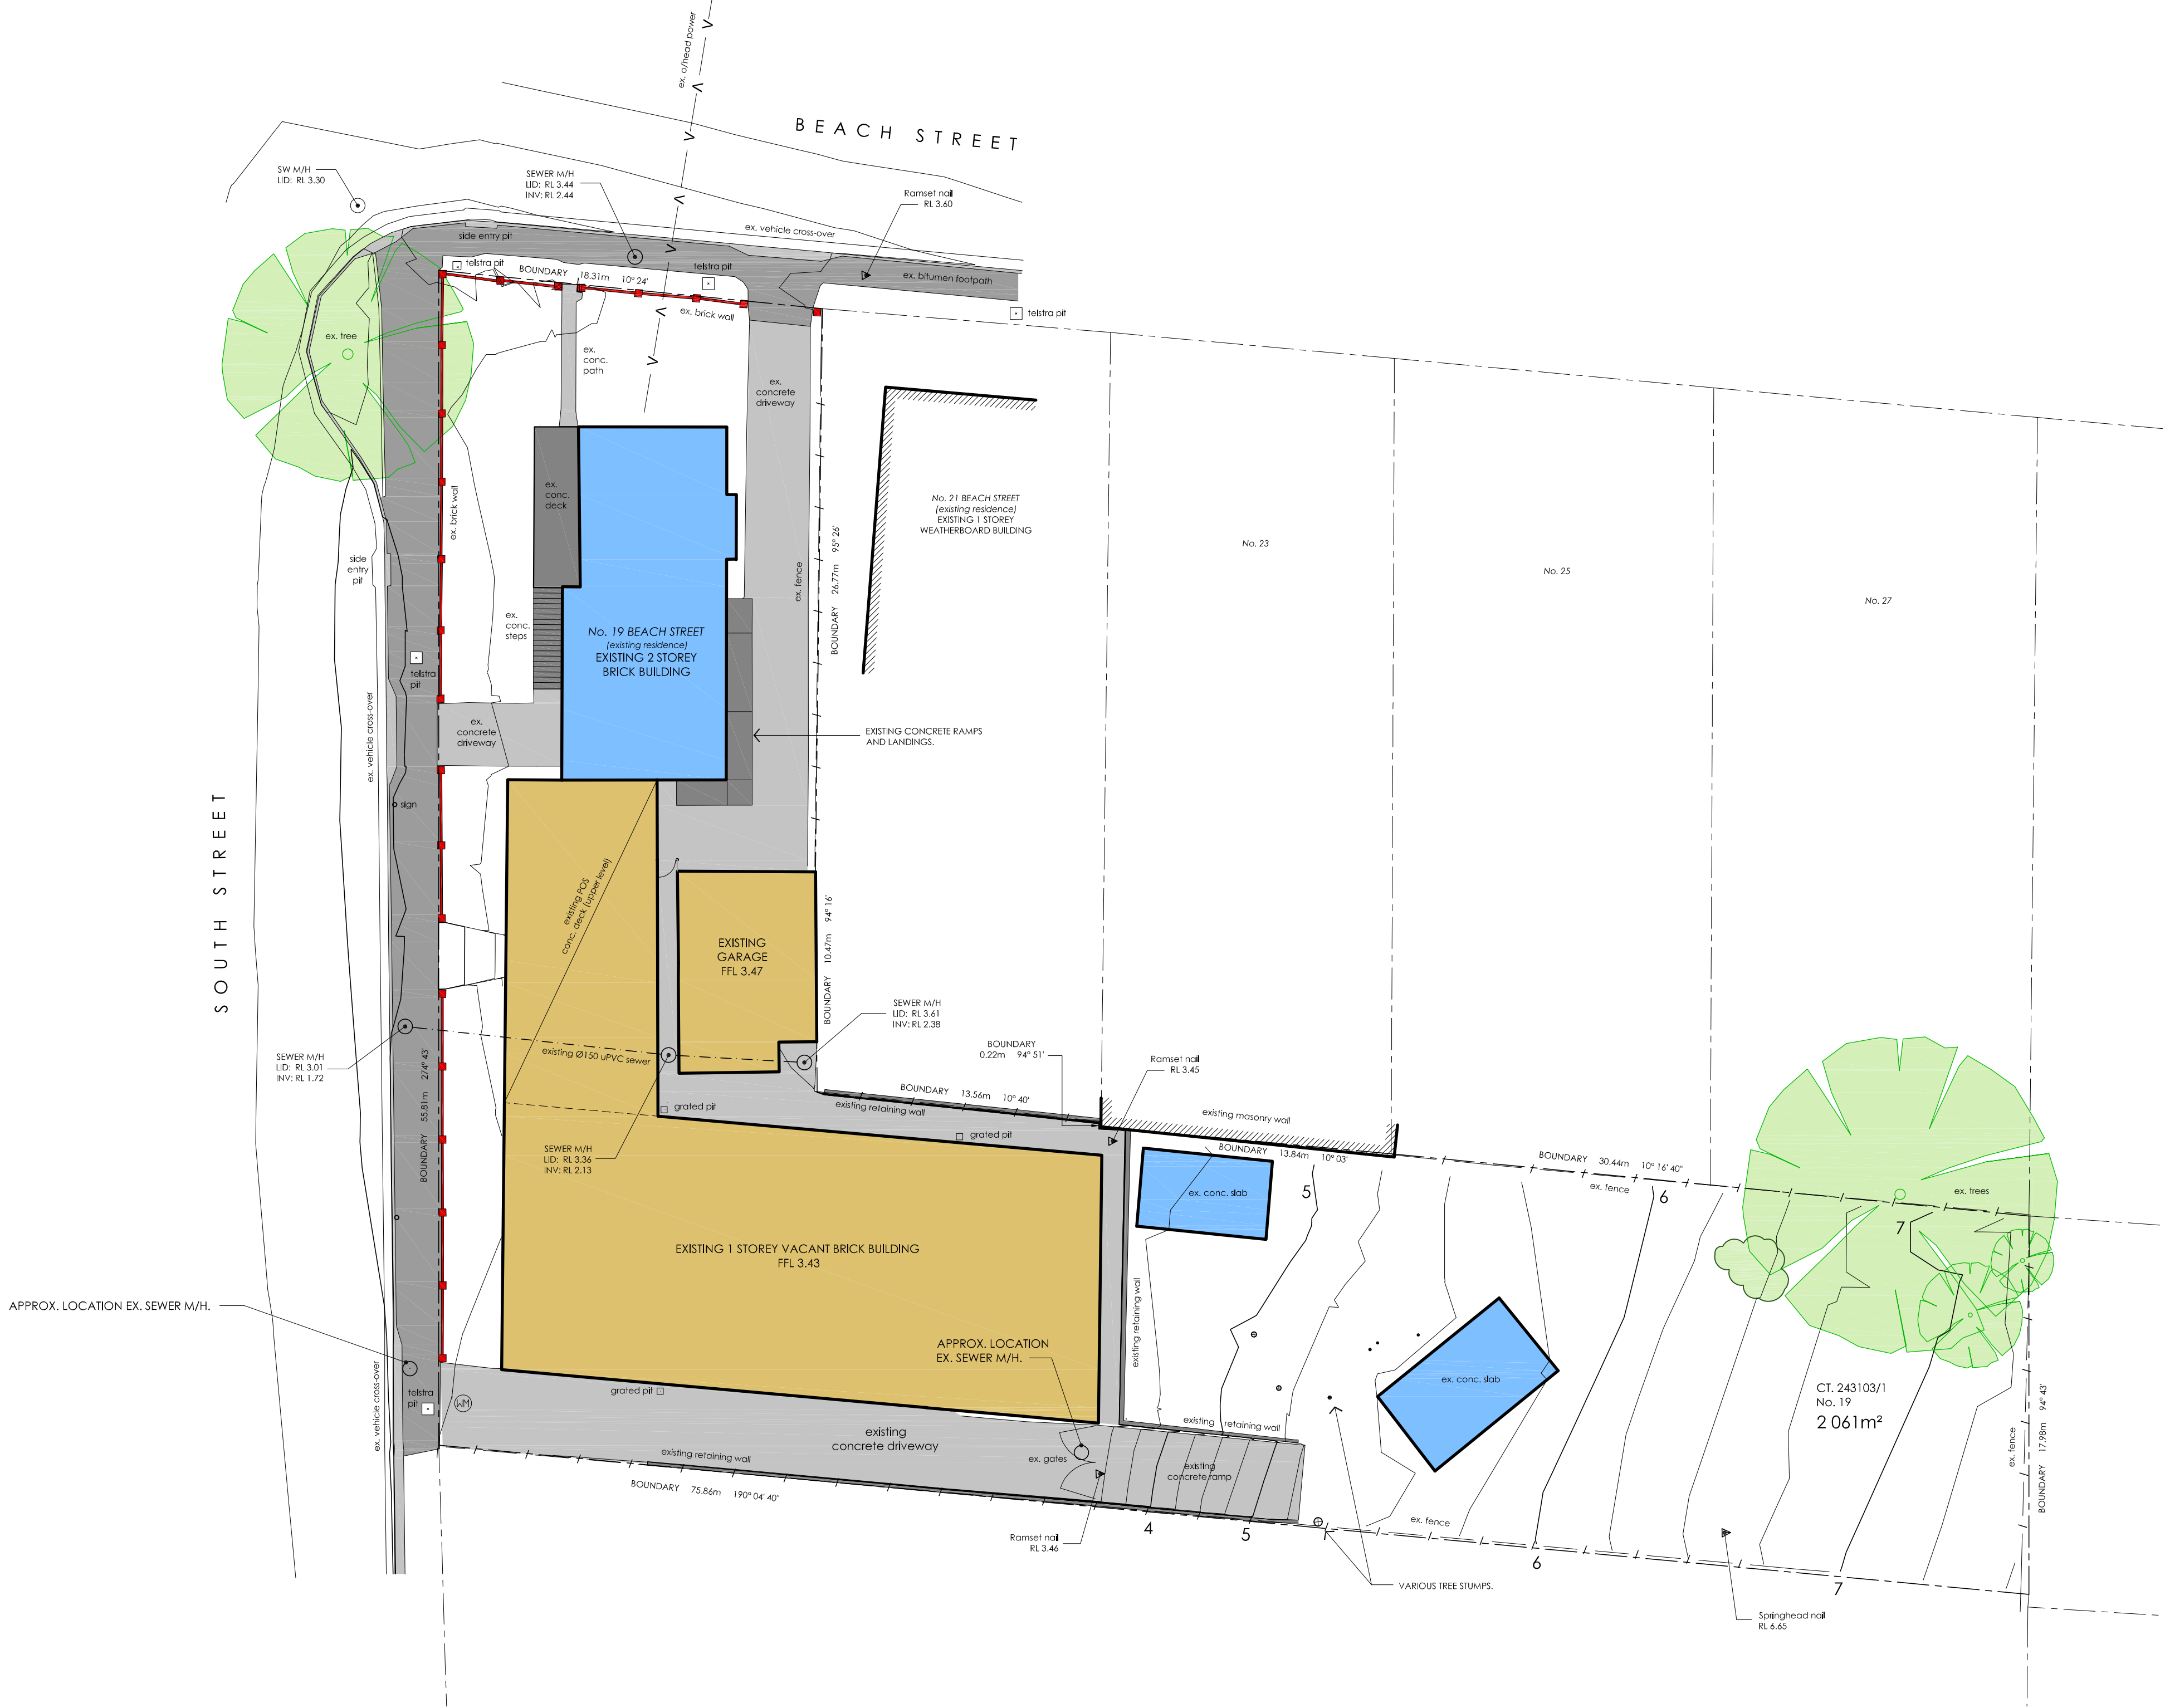 ex. o/head power
BEACH STREET
SW M/H
LID: RL 3.30
SEWER M/H
LID: RL 3.44
INV: RL 2.44
Ramset nail
RL 3.60
ex. vehicle cross-over
side entry pit
telstra pit
BOUNDARY 18.31m 10° 24'
telstra pit
ex. bitumen footpath
ex. brick wall
telstra pit
ex. tree
ex.
conc.
path
ex.
concrete
driveway
ex.
conc.
deck
ex. brick wall
No. 21 BEACH STREET
(existing residence)
EXISTING 1 STOREY
WEATHERBOARD BUILDING
No. 23
No. 25
No. 27
side
entry
pit
BOUNDARY 26.77m 95° 26'
ex. fence
ex.
conc.
steps
No. 19 BEACH STREET
(existing residence)
EXISTING 2 STOREY
BRICK BUILDING
telstra
pit
ex. vehicle cross-over
ex.
concrete
driveway
EXISTING CONCRETE RAMPS
AND LANDINGS.
sign
SOUTH STREET
existing POS
conc. deck (upper level)
EXISTING
GARAGE
FFL 3.47
BOUNDARY 10.47m 94° 16'
SEWER M/H
LID: RL 3.61
INV: RL 2.38
SEWER M/H
LID: RL 3.01
INV: RL 1.72
existing Ø150 uPVC sewer
BOUNDARY
0.22m 94° 51'
Ramset nail
RL 3.45
BOUNDARY 13.56m 10° 40'
existing retaining wall
grated pit
existing masonry wall
grated pit
BOUNDARY 13.84m 10° 03'
BOUNDARY 30.44m 10° 16' 40"
ex. fence
BOUNDARY 55.81m 274° 43'
SEWER M/H
LID: RL 3.36
INV: RL 2.13
ex. conc. slab
5
6
ex. trees
7
EXISTING 1 STOREY VACANT BRICK BUILDING
FFL 3.43
existing retaining wall
APPROX. LOCATION EX. SEWER M/H.
APPROX. LOCATION
EX. SEWER M/H.
ex. conc. slab
CT. 243103/1
No. 19
2 061m²
ex. vehicle cross-over
telstra
pit
WM
grated pit
existing
concrete driveway
existing retaining wall
existing retaining wall
ex. gates
existing
concrete ramp
ex. fence
BOUNDARY 17.98m 94° 43'
BOUNDARY 75.86m 190° 04' 40"
Ramset nail
RL 3.46
4
5
ex. fence
6
7
VARIOUS TREE STUMPS.
Springhead nail
RL 6.65